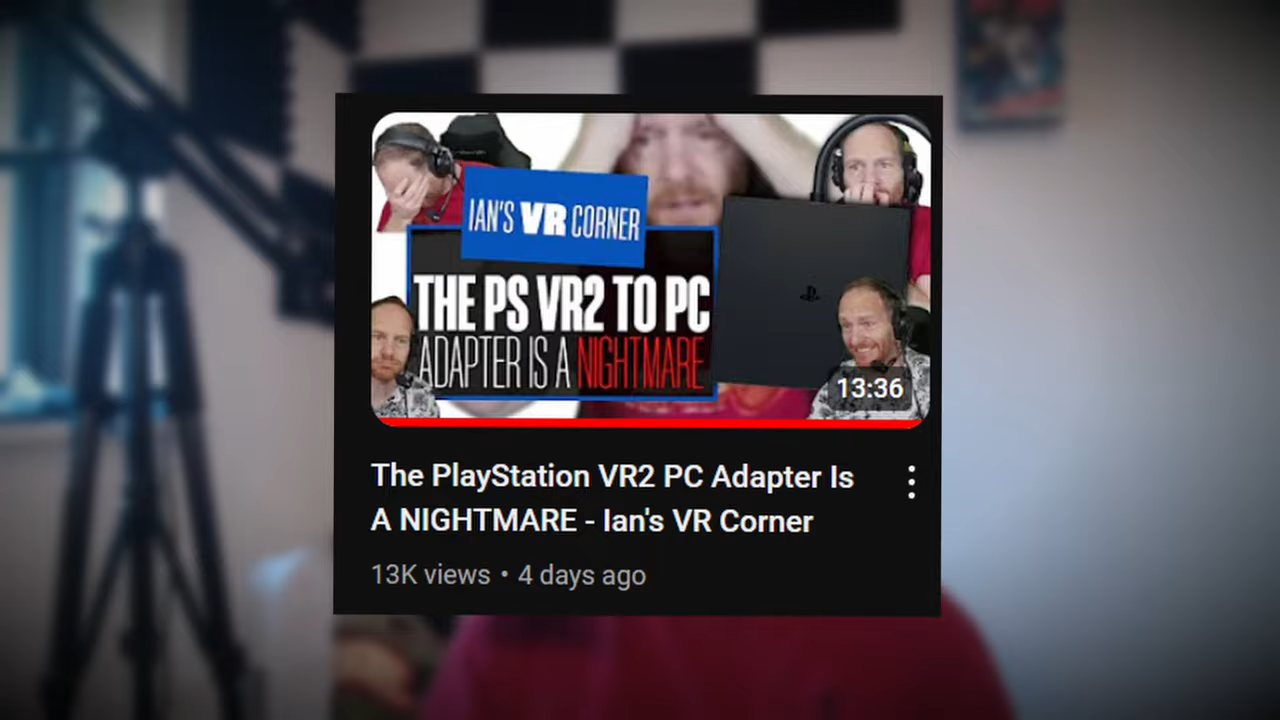 IAN'S VR CORNER
THE PS VR2 TO PC
ADAPTER IS A NIGHTMARE
13:36
The PlayStation VR2 PC Adapter Is
A NIGHTMARE - Ian's VR Corner
13K views • 4 days ago